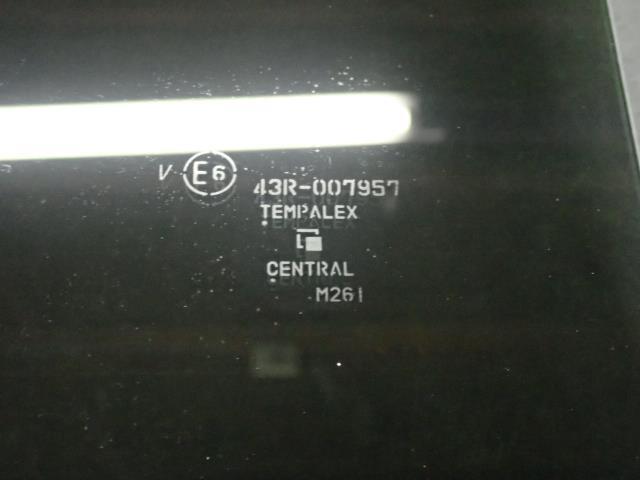 V E6 43R-007957
TEMPALEX
CENTRAL
M261